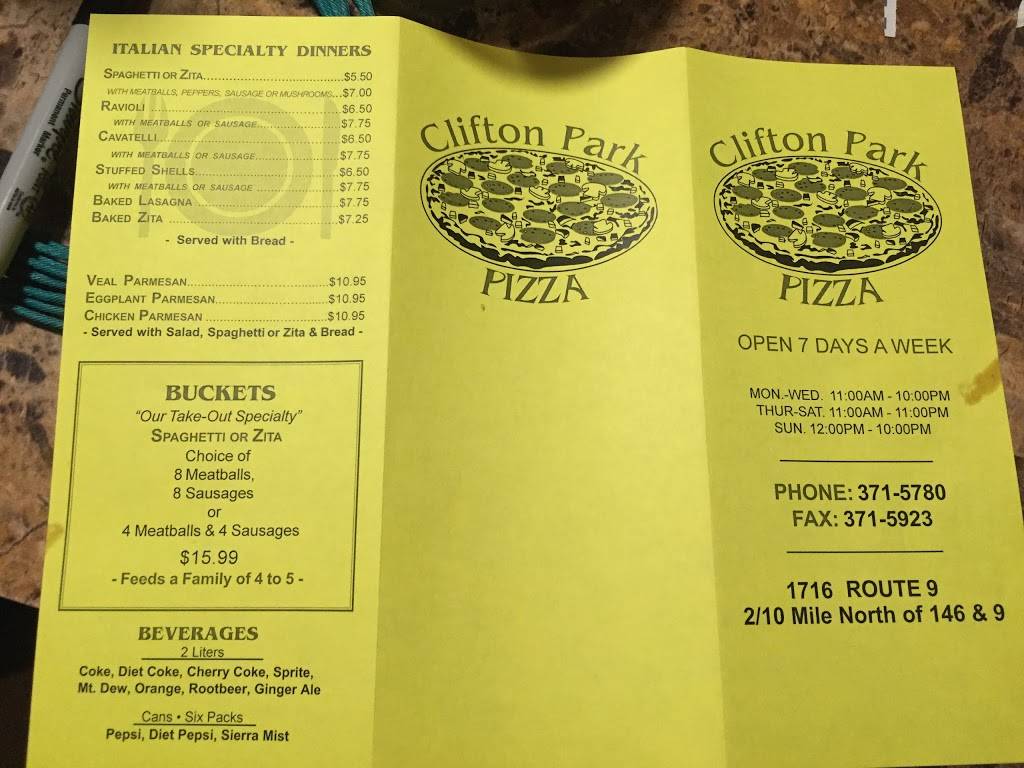 ITALIAN SPECIALTY DINNERS
SPAGHETTI OR ZITA....................................$5.50
WITH MEATBALLS, PEPPERS, SAUSAGE OR MUSHROOMS...$7.00
RAVIOLI ....................................$6.50
WITH MEATBALLS OR SAUSAGE....................$7.75
CAVATELLI....................................$6.50
WITH MEATBALLS OR SAUSAGE....................$7.75
STUFFED SHELLS....................................$6.50
WITH MEATBALLS OR SAUSAGE ....................$7.75
BAKED LASAGNA ....................................$7.75
BAKED ZITA ....................................$7.25
- Served with Bread -
VEAL PARMESAN....................................$10.95
EGGPLANT PARMESAN....................................$10.95
CHICKEN PARMESAN ....................................$10.95
- Served with Salad, Spaghetti or Zita & Bread -
BUCKETS
"Our Take-Out Specialty"
SPAGHETTI OR ZITA
Choice of
8 Meatballs,
8 Sausages
or
4 Meatballs & 4 Sausages
$15.99
- Feeds a Family of 4 to 5 -
BEVERAGES
2 Liters
Coke, Diet Coke, Cherry Coke, Sprite,
Mt. Dew, Orange, Rootbeer, Ginger Ale
Cans • Six Packs
Pepsi, Diet Pepsi, Sierra Mist
Clifton Park
PIZZA
Clifton Park
PIZZA
OPEN 7 DAYS A WEEK
MON.-WED. 11:00AM - 10:00PM
THUR-SAT. 11:00AM - 11:00PM
SUN. 12:00PM - 10:00PM
PHONE: 371-5780
FAX: 371-5923
1716 ROUTE 9
2/10 Mile North of 146 & 9
Permanent Marker